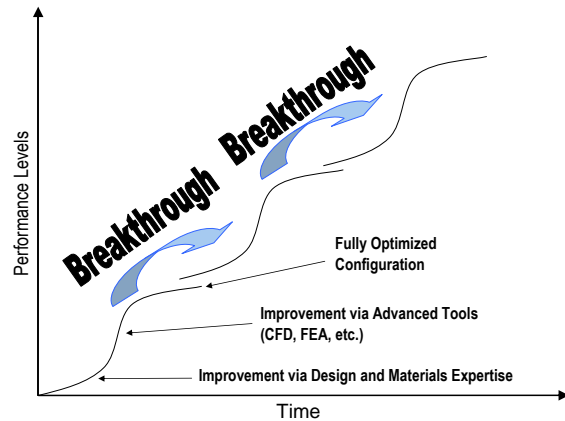 Breakthrough
Breakthrough
Performance Levels
Fully Optimized
Configuration
Improvement via Advanced Tools
(CFD, FEA, etc.)
Improvement via Design and Materials Expertise
Time